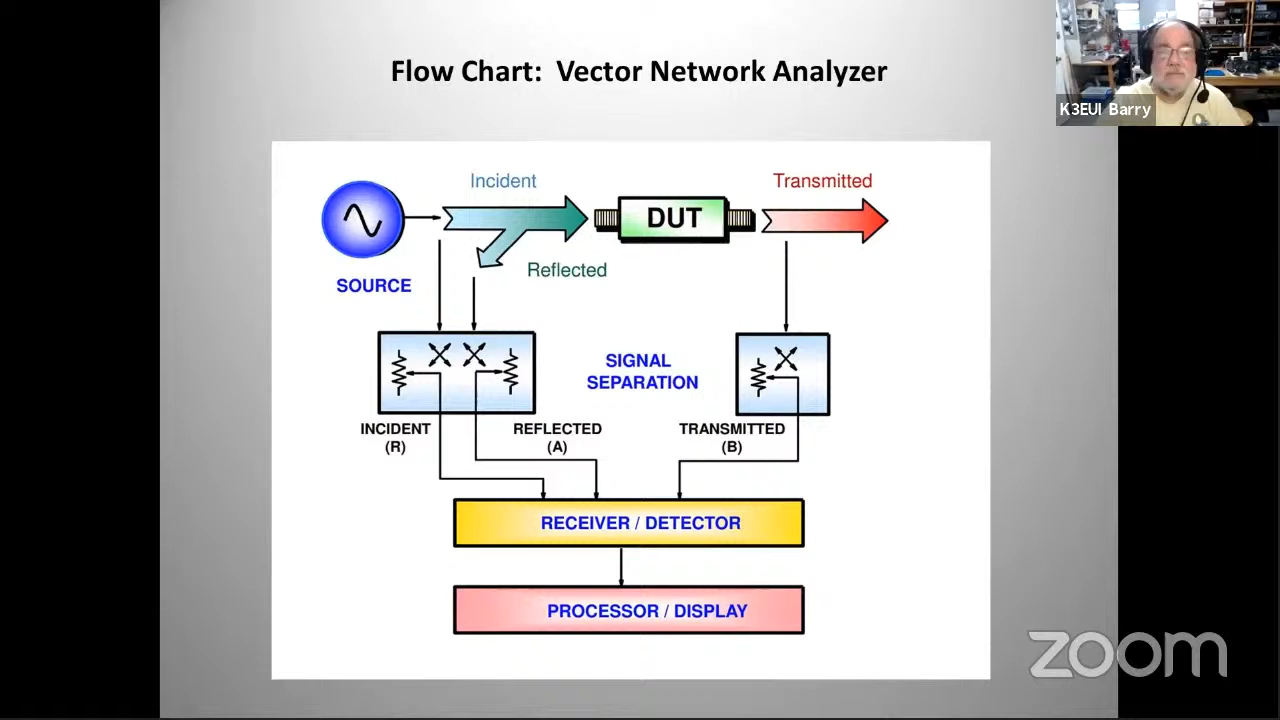 Flow Chart: Vector Network Analyzer
K3EUI Barry
Incident
Transmitted
DUT
Reflected
SOURCE
SIGNAL
SEPARATION
INCIDENT
(R)
REFLECTED
(A)
TRANSMITTED
(B)
RECEIVER / DETECTOR
PROCESSOR / DISPLAY
zoom